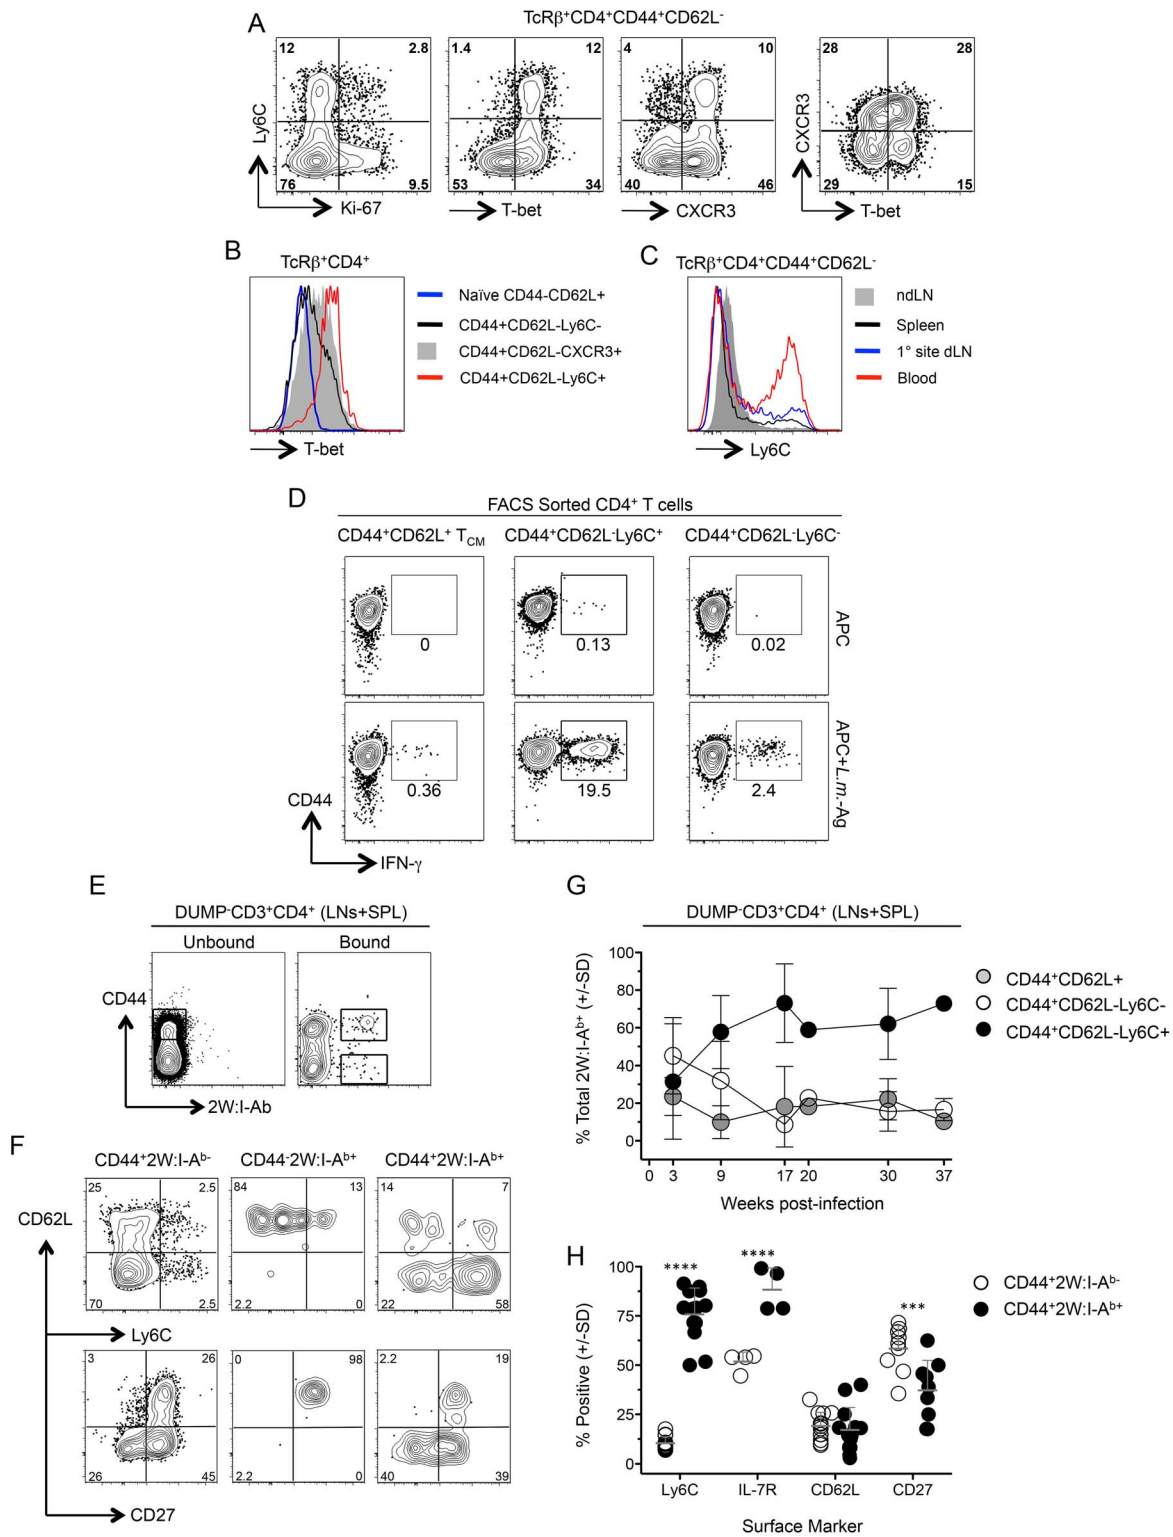 A
TcRβ⁺CD4⁺CD44⁺CD62L⁻
12 2.8
76 9.5
Ly6C
Ki-67
1.4 12
53 34
T-bet
4 10
40 46
CXCR3
28 28
29 15
CXCR3
T-bet
B
TcRβ⁺CD4⁺
T-bet
Naïve CD44-CD62L+
CD44+CD62L-Ly6C-
CD44+CD62L-CXCR3+
CD44+CD62L-Ly6C+
C
TcRβ⁺CD4⁺CD44⁺CD62L⁻
Ly6C
ndLN
Spleen
1° site dLN
Blood
D
FACS Sorted CD4⁺ T cells
CD44⁺CD62L⁺ T_CM CD44⁺CD62L⁻Ly6C⁺ CD44⁺CD62L⁻Ly6C⁻
0 0.13 0.02
APC
0.36 19.5 2.4
APC+L.m.-Ag
CD44
IFN-γ
E
DUMP⁻CD3⁺CD4⁺ (LNs+SPL)
Unbound Bound
CD44
2W:I-Ab
F
CD44⁺2W:I-Aᵇ⁻ CD44⁻2W:I-Aᵇ⁺ CD44⁺2W:I-Aᵇ⁺
CD62L
25 2.5 84 13 14 7
70 2.5 2.2 0 22 58
Ly6C
3 26 0 98 2.2 19
26 45 2.2 0 40 39
CD27
G
DUMP⁻CD3⁺CD4⁺ (LNs+SPL)
% Total 2W:I-Aᵇ⁺ (+/-SD)
100
80
60
40
20
0
0 3 9 17 20 30 37
Weeks post-infection
CD44⁺CD62L+
CD44⁺CD62L-Ly6C-
CD44⁺CD62L-Ly6C+
H
% Positive (+/-SD)
100
75
50
25
0
**** **** ***
Ly6C IL-7R CD62L CD27
Surface Marker
CD44⁺2W:I-Aᵇ⁻
CD44⁺2W:I-Aᵇ⁺